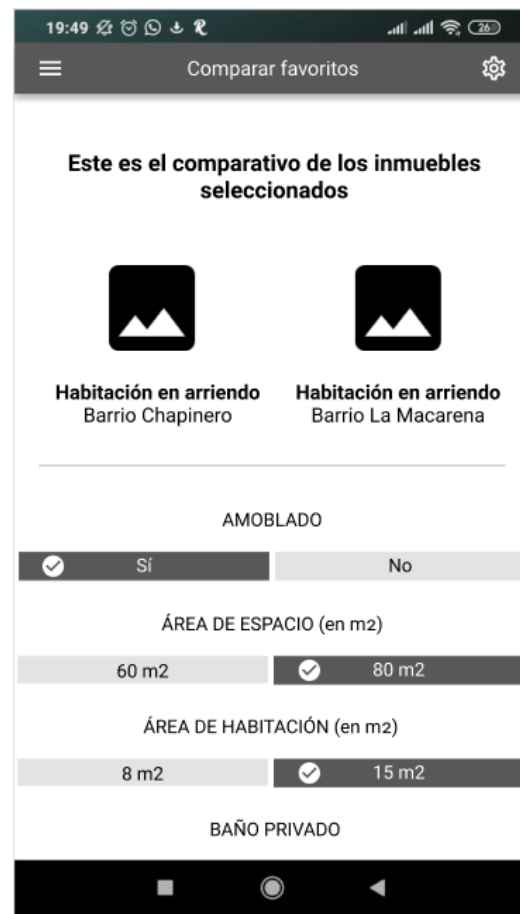 19:49
26
Comparar favoritos
Este es el comparativo de los inmuebles
seleccionados
Habitación en arriendo
Barrio Chapinero
Habitación en arriendo
Barrio La Macarena
AMOBLADO
Sí No
ÁREA DE ESPACIO (en m2)
60 m2 80 m2
ÁREA DE HABITACIÓN (en m2)
8 m2 15 m2
BAÑO PRIVADO